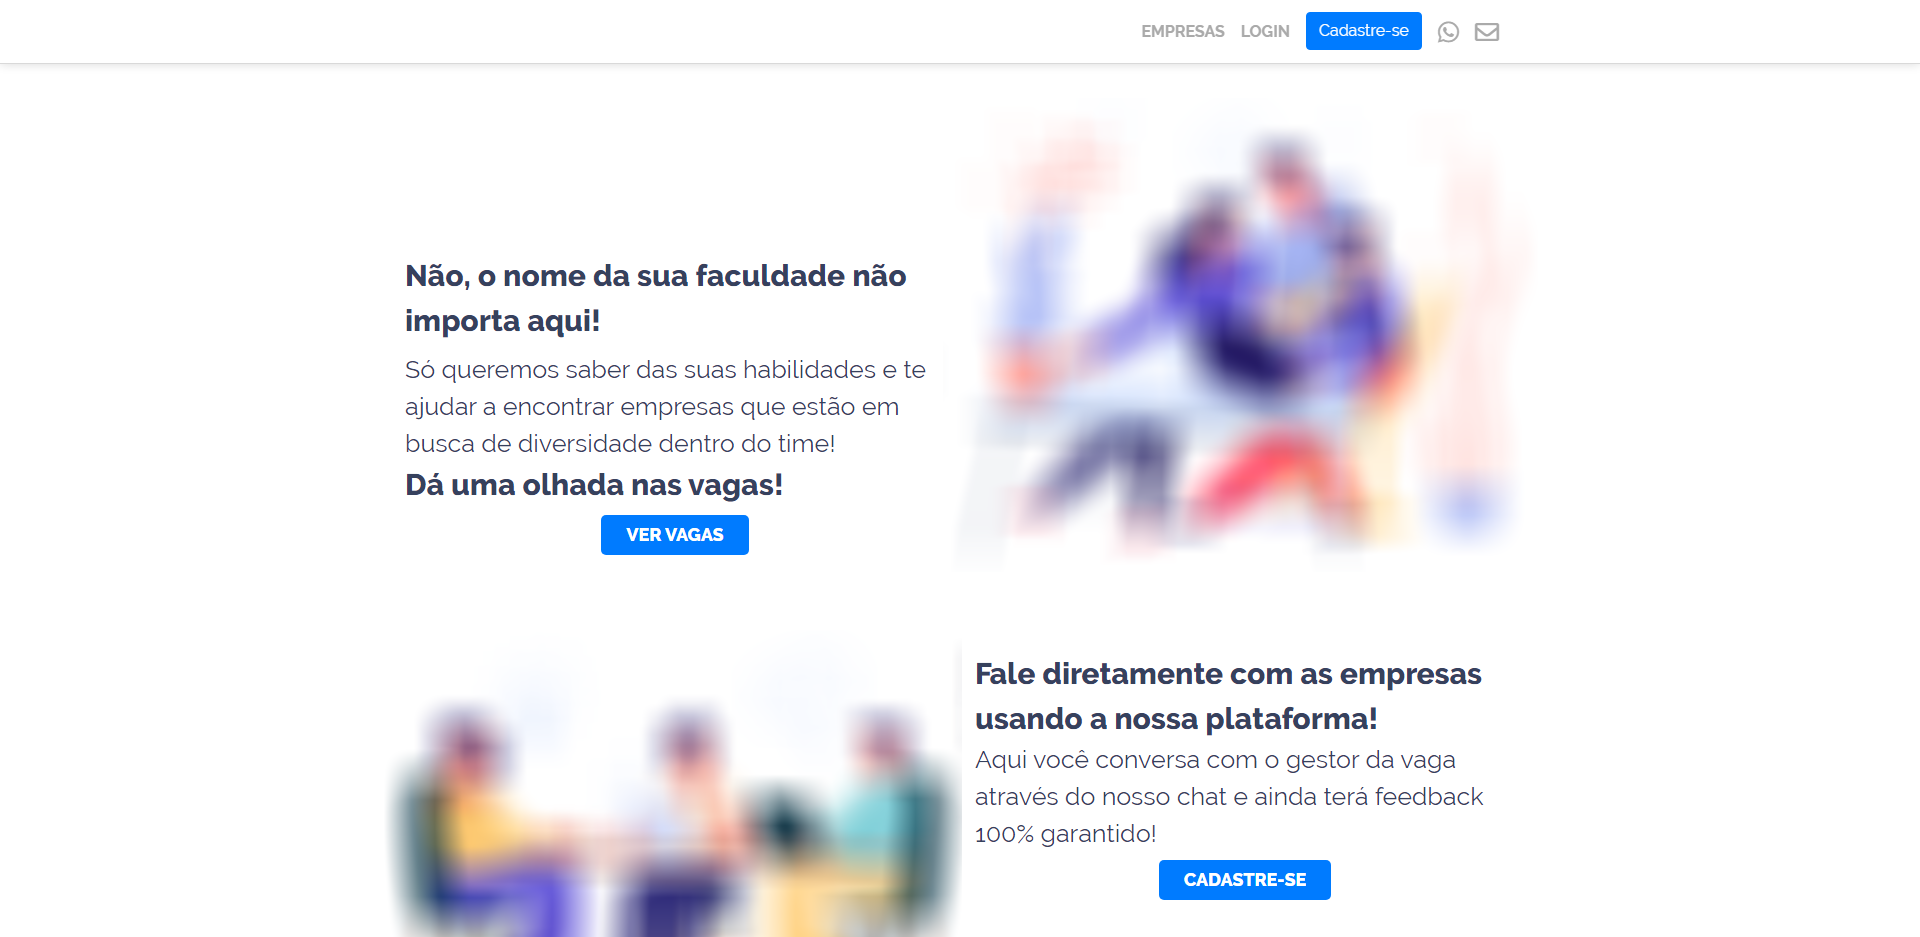 EMPRESAS LOGIN Cadastre-se
Não, o nome da sua faculdade não
importa aqui!
Só queremos saber das suas habilidades e te
ajudar a encontrar empresas que estão em
busca de diversidade dentro do time!
Dá uma olhada nas vagas!
VER VAGAS
Fale diretamente com as empresas
usando a nossa plataforma!
Aqui você conversa com o gestor da vaga
através do nosso chat e ainda terá feedback
100% garantido!
CADASTRE-SE